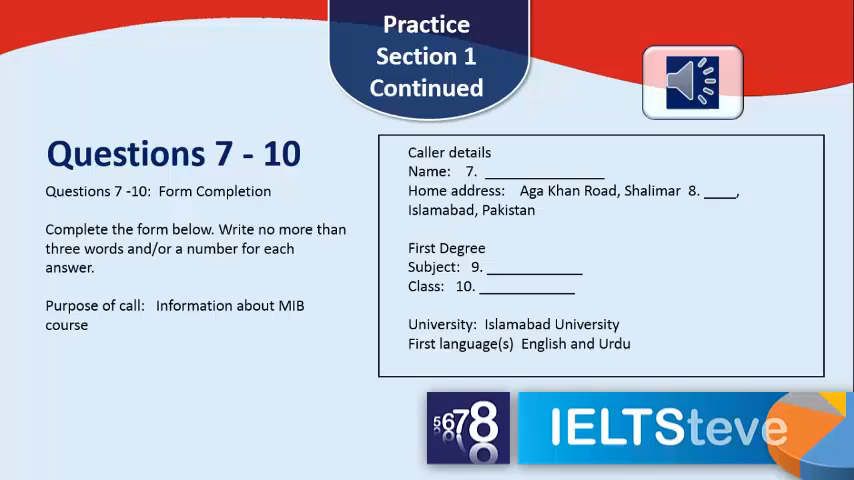 Practice
Section 1
Continued
Questions 7 - 10
Questions 7 -10:  Form Completion
Complete the form below. Write no more than
three words and/or a number for each
answer.
Purpose of call:   Information about MIB
course
Caller details
Name:    7.  ______________
Home address:    Aga Khan Road, Shalimar  8. ____,
Islamabad, Pakistan
First Degree
Subject:   9. ___________
Class:   10. ___________
University:  Islamabad University
First language(s)  English and Urdu
5678
IELTSteve